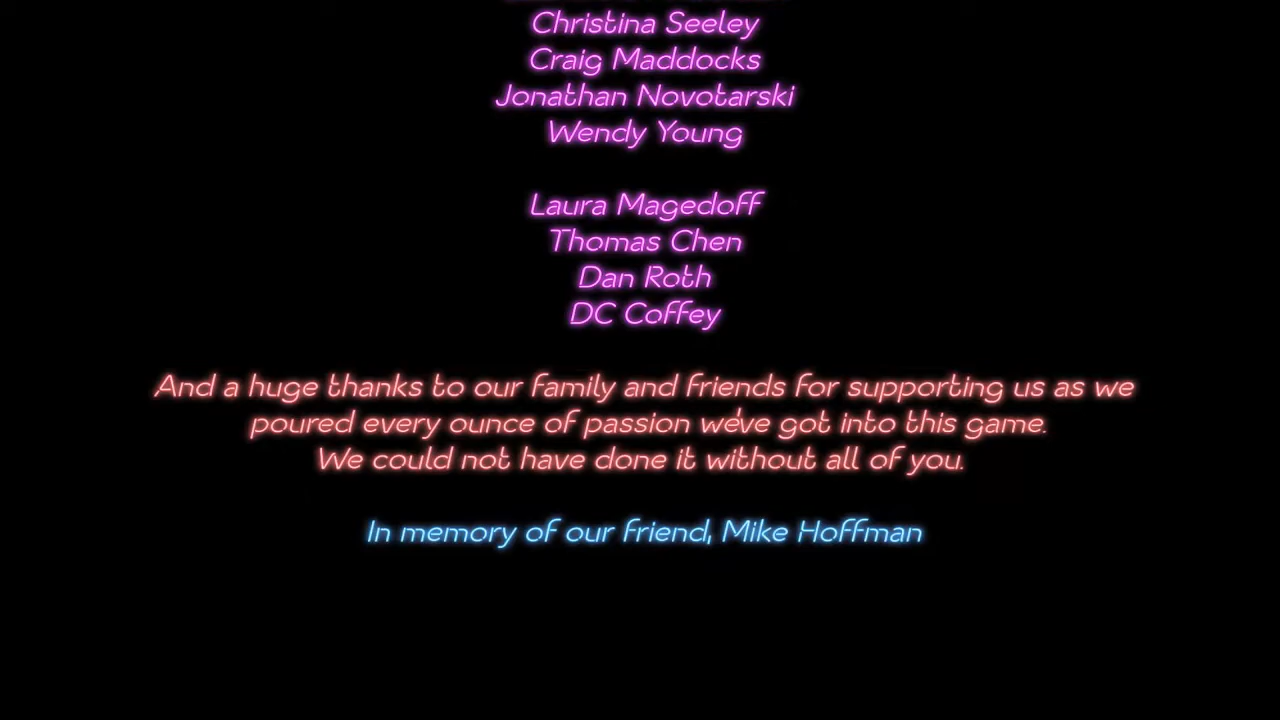 Christina Seeley
Craig Maddocks
Jonathan Novotarski
Wendy Young
Laura Magedoff
Thomas Chen
Dan Roth
DC Coffey
And a huge thanks to our family and friends for supporting us as we
poured every ounce of passion we've got into this game.
We could not have done it without all of you.
In memory of our friend, Mike Hoffman